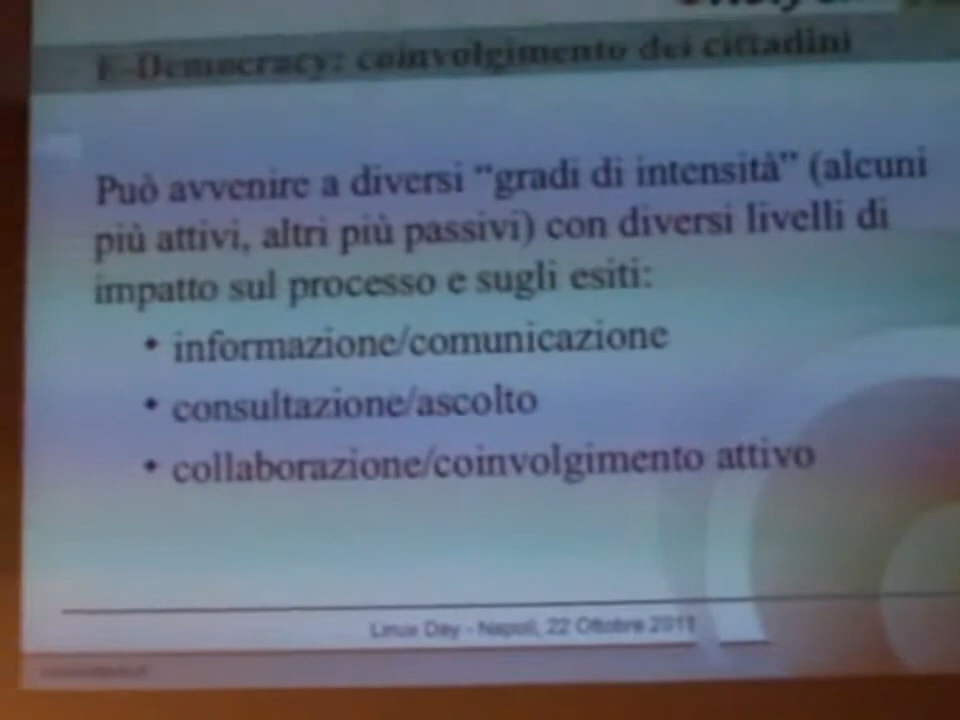 E-Democracy: coinvolgimento dei cittadini
Può avvenire a diversi “gradi di intensità” (alcuni
più attivi, altri più passivi) con diversi livelli di
impatto sul processo e sugli esiti:
• informazione/comunicazione
• consultazione/ascolto
• collaborazione/coinvolgimento attivo
Linux Day - Napoli, 22 Ottobre 2011